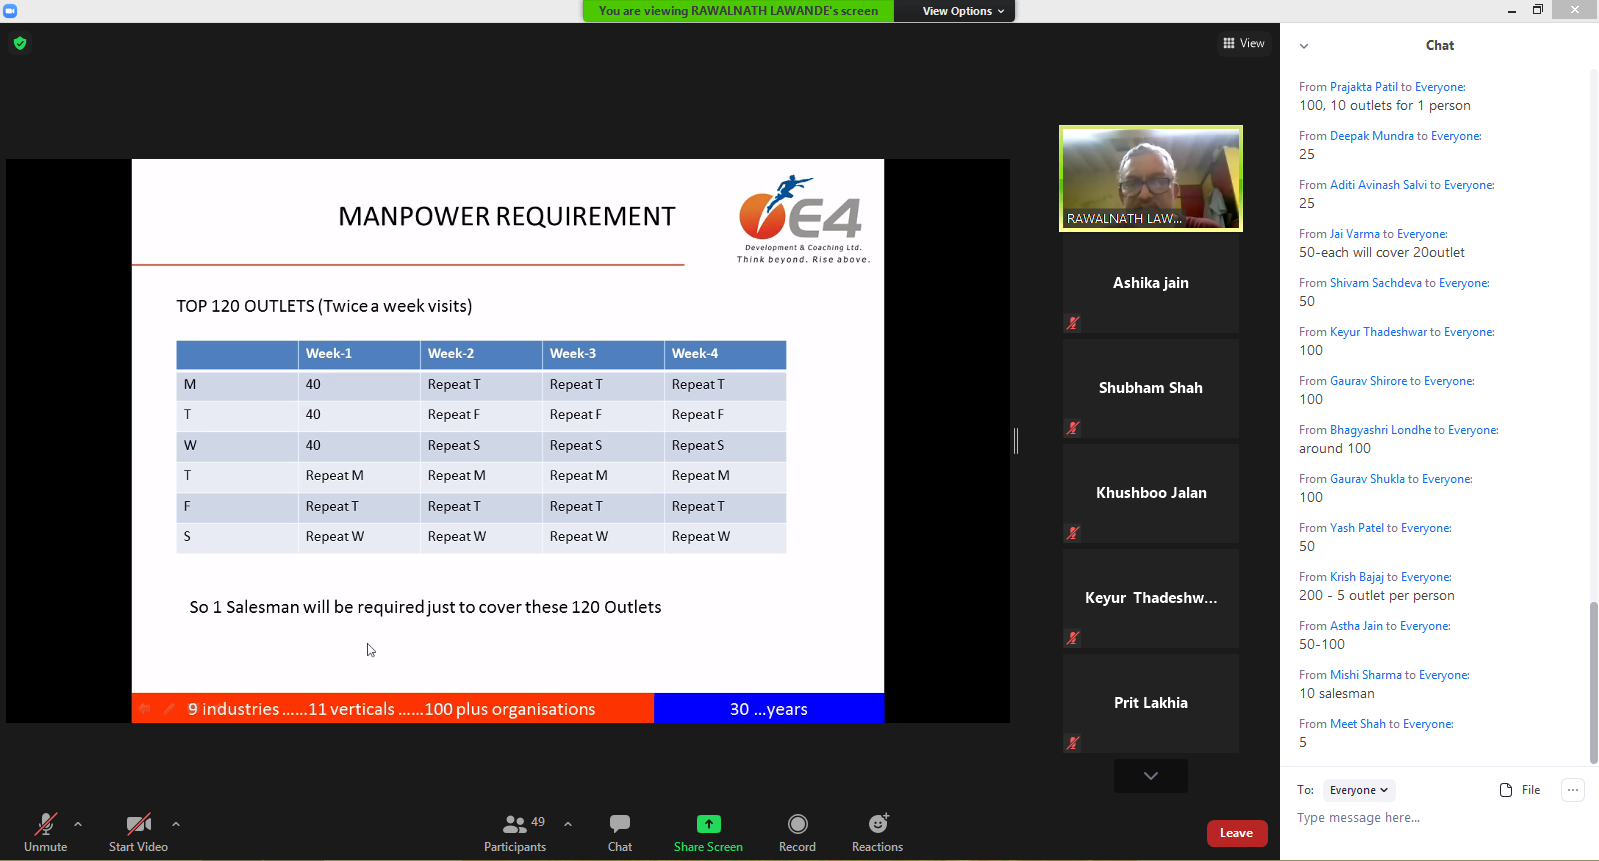 You are viewing RAWALNATH LAWANDE's screen
View Options
View
MANPOWER REQUIREMENT
E4
Development & Coaching Ltd.
Think beyond. Rise above.
TOP 120 OUTLETS (Twice a week visits)
Week-1 Week-2 Week-3 Week-4
M 40 Repeat T Repeat T Repeat T
T 40 Repeat F Repeat F Repeat F
W 40 Repeat S Repeat S Repeat S
T Repeat M Repeat M Repeat M Repeat M
F Repeat T Repeat T Repeat T Repeat T
S Repeat W Repeat W Repeat W Repeat W
So 1 Salesman will be required just to cover these 120 Outlets
9 industries ......11 verticals ......100 plus organisations
30 ...years
RAWALNATH LAW...
Ashika jain
Shubham Shah
Khushboo Jalan
Keyur Thadeshw...
Prit Lakhia
Unmute
Start Video
49
Participants
Chat
Share Screen
Record
Reactions
Leave
Chat
From Prajakta Patil to Everyone:
100, 10 outlets for 1 person
From Deepak Mundra to Everyone:
25
From Aditi Avinash Salvi to Everyone:
25
From Jai Varma to Everyone:
50-each will cover 20outlet
From Shivam Sachdeva to Everyone:
50
From Keyur Thadeshwar to Everyone:
100
From Gaurav Shirore to Everyone:
100
From Bhagyashri Londhe to Everyone:
around 100
From Gaurav Shukla to Everyone:
100
From Yash Patel to Everyone:
50
From Krish Bajaj to Everyone:
200 - 5 outlet per person
From Astha Jain to Everyone:
50-100
From Mishi Sharma to Everyone:
10 salesman
From Meet Shah to Everyone:
5
To: Everyone
File
Type message here...